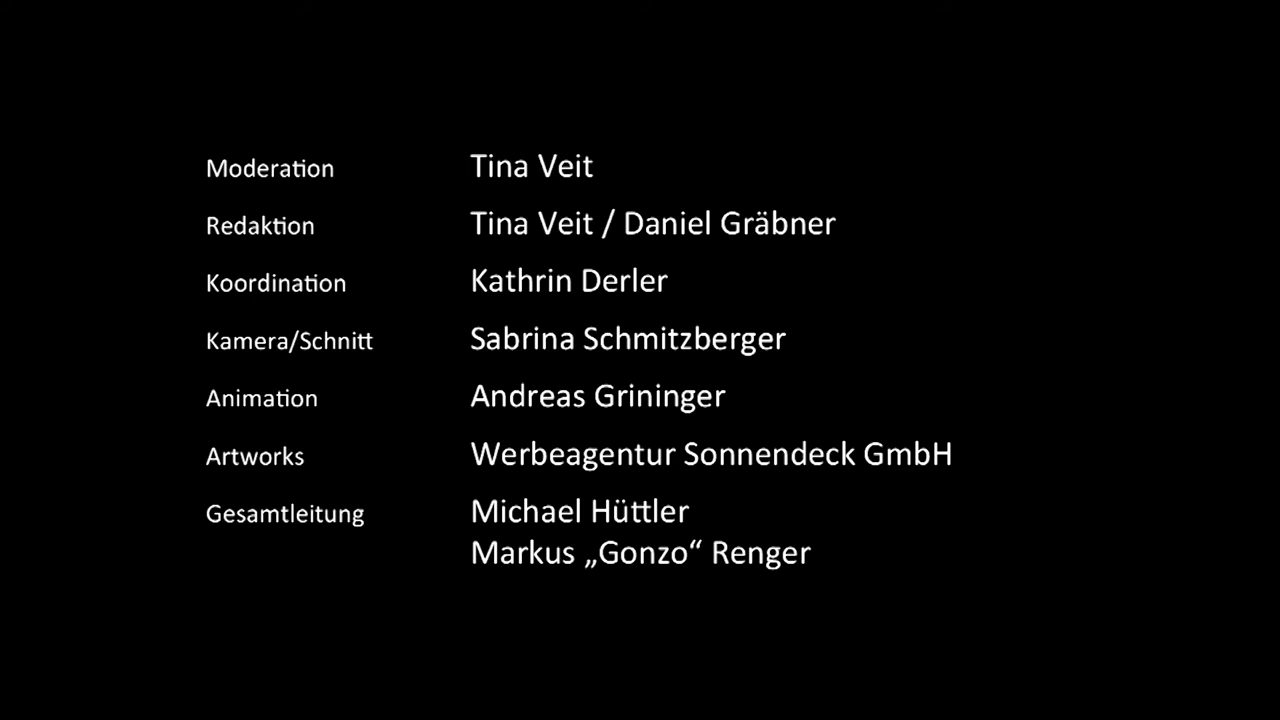 Moderation Tina Veit
Redaktion Tina Veit / Daniel Gräbner
Koordination Kathrin Derler
Kamera/Schnitt Sabrina Schmitzberger
Animation Andreas Grininger
Artworks Werbeagentur Sonnendeck GmbH
Gesamtleitung Michael Hüttler
Markus „Gonzo“ Renger